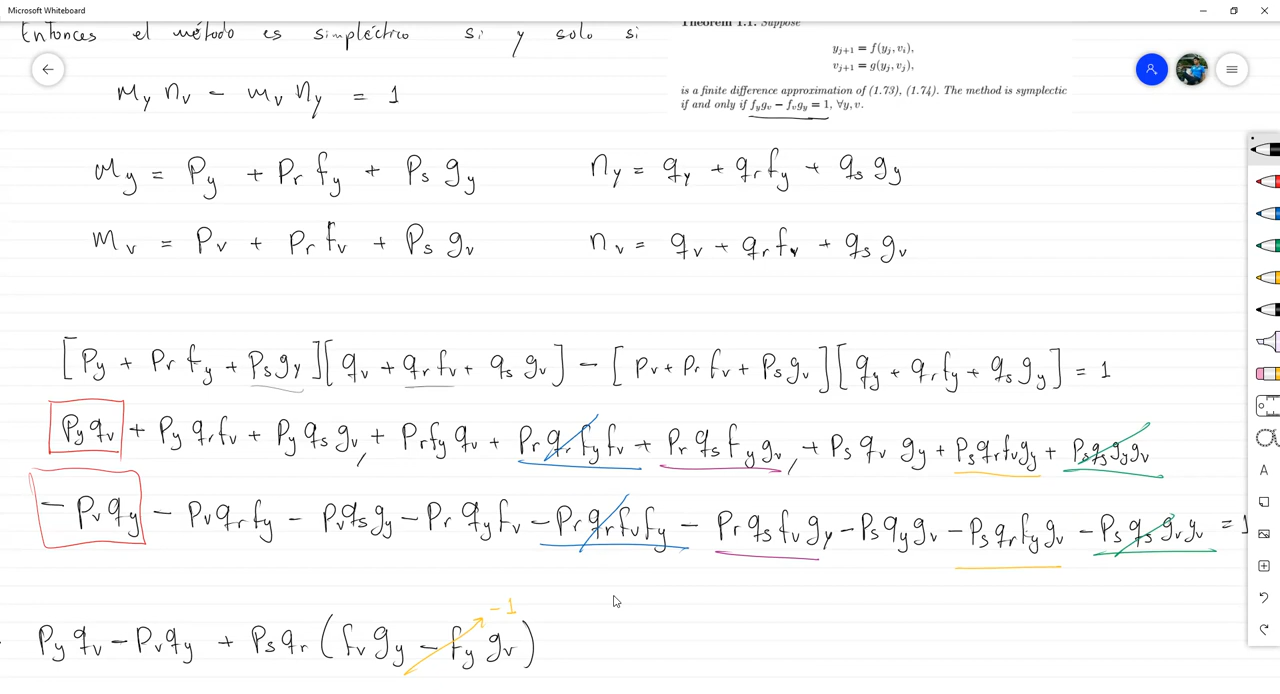 Microsoft Whiteboard
Entonces el método es simpléctico si y solo si
Theorem 1.1. Suppose
y_{j+1} = f(y_j, v_i),
v_{j+1} = g(y_j, v_j),
is a finite difference approximation of (1.73), (1.74). The method is symplectic
if and only if f_y g_v − f_v g_y = 1, ∀y, v.
m_y n_v − m_v n_y = 1
m_y = P_y + P_r f_y + P_s g_y n_y = q_y + q_r f_y + q_s g_y
m_v = P_v + P_r f_v + P_s g_v n_v = q_v + q_r f_v + q_s g_v
[P_y + P_r f_y + P_s g_y][q_v + q_r f_v + q_s g_v] − [P_v + P_r f_v + P_s g_v][q_y + q_r f_y + q_s g_y] = 1
P_y q_v + P_y q_r f_v + P_y q_s g_v + P_r f_y q_v + P_r q_r f_y f_v + P_r q_s f_y g_v + P_s q_v g_y + P_s q_r f_v g_y + P_s q_s g_y g_v
− P_v q_y − P_v q_r f_y − P_v q_s g_y − P_r q_y f_v − P_r q_r f_v f_y − P_r q_s f_v g_y − P_s q_y g_v − P_s q_r f_y g_v − P_s q_s g_y g_v = 1
−1
P_y q_v − P_v q_y + P_s q_r (f_v g_y − f_y g_v)